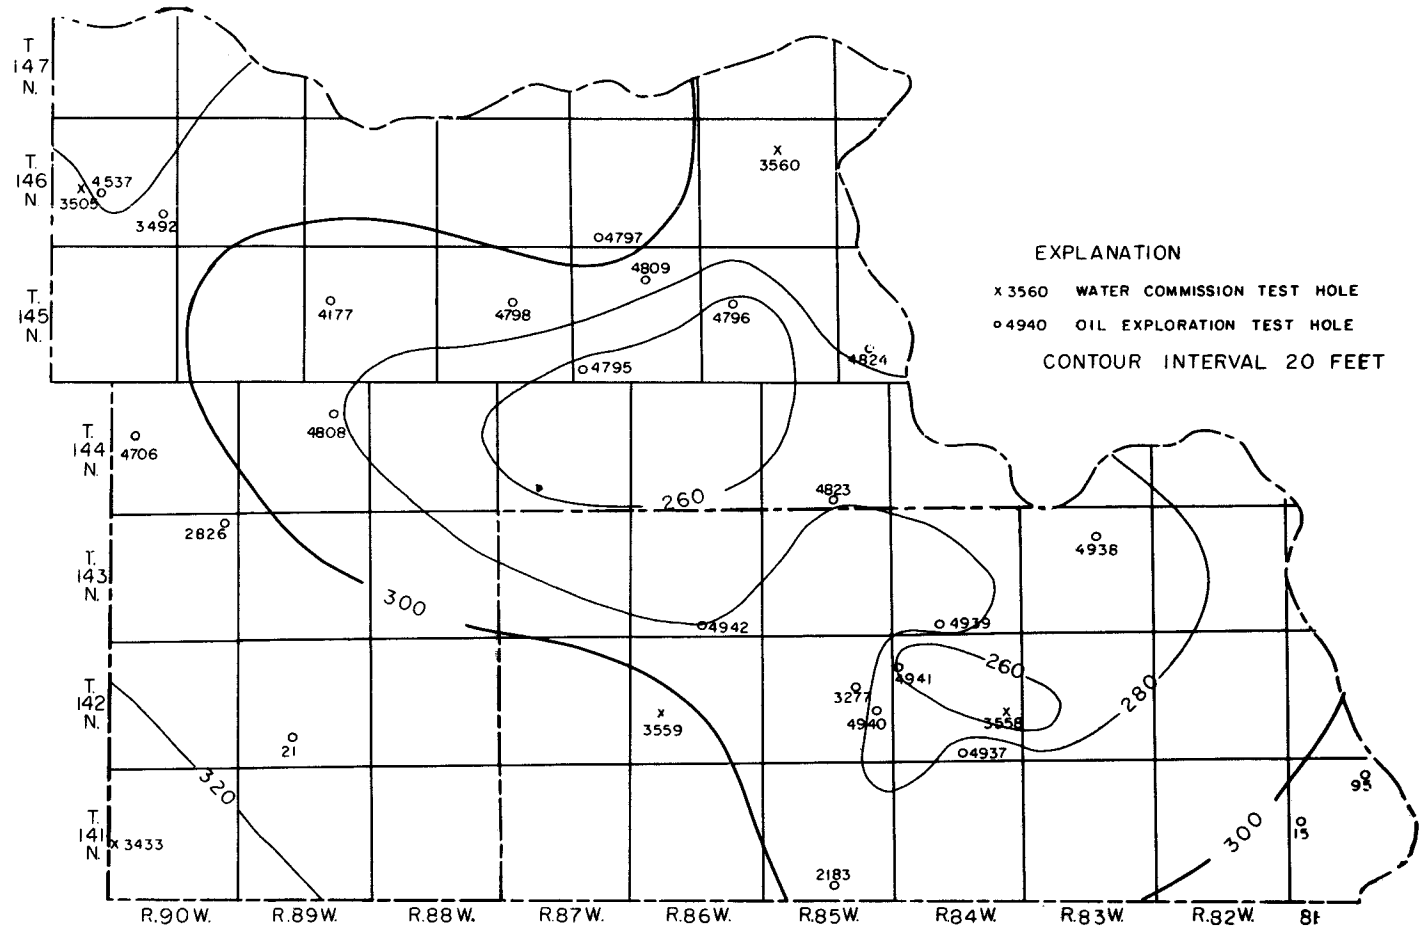 T
147
N.
T.
146
N.
3560
4537
3505
3492
4797
EXPLANATION
4809
x 3560 WATER COMMISSION TEST HOLE
T.
145
N.
4177
4798
4796
o 4940 OIL EXPLORATION TEST HOLE
4824
CONTOUR INTERVAL 20 FEET
4795
T.
144
N.
4808
4706
4823
260
2826
4938
T.
143
N.
300
4942
4939
260
4941
T.
142
N.
3277
280
4940
3558
3559
21
4937
320
95
T.
141
N.
3433
300
15
2183
R.90W.
R.89W.
R.88W.
R.87W.
R.86W.
R.85W.
R.84W.
R.83W.
R.82W.
81